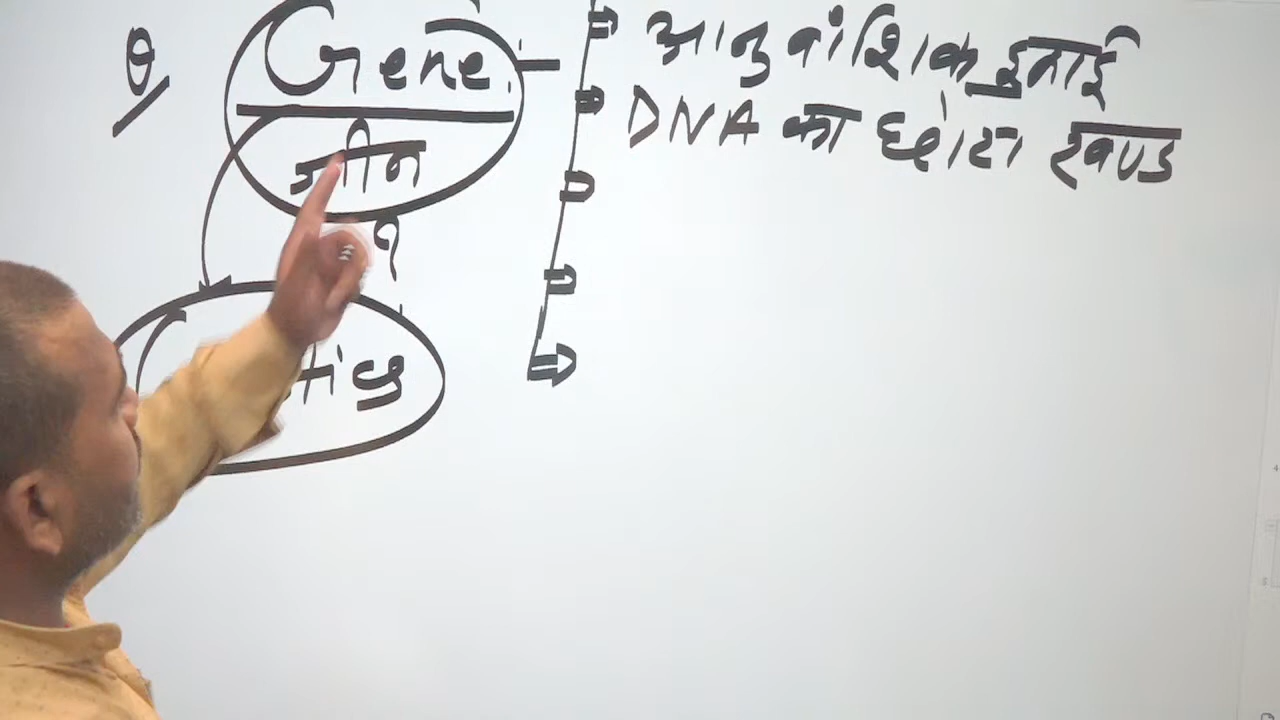 Q
Gene
जीन
?
आनुवांशिक इकाई
DNA का छोटा खण्ड